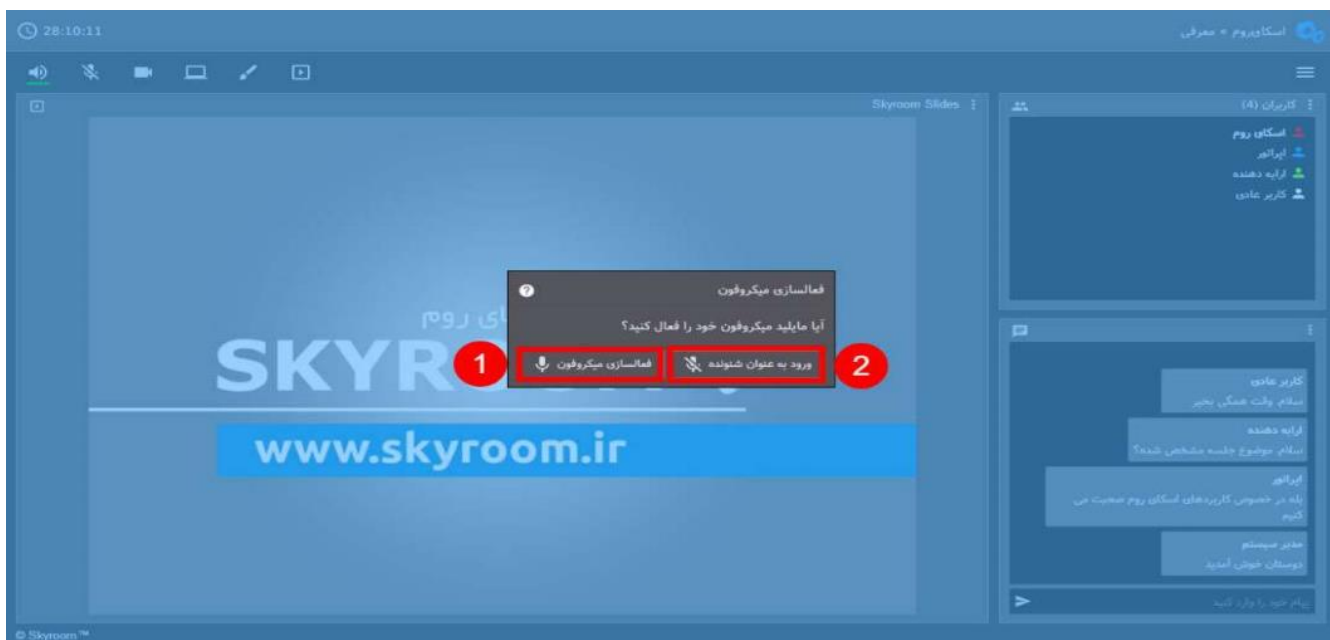 28:10:11
اسکای‌روم » معرفی
Skyroom Slides
کاربران (4)
اسکای روم
اپراتور
ارایه دهنده
کاربر عادی
فعالسازی میکروفون
آیا مایلید میکروفون خود را فعال کنید؟
1
فعالسازی میکروفون
ورود به عنوان شنونده
2
ای روم
SKYR
www.skyroom.ir
کاربر عادی
سلام، وقت همگی بخیر
ارایه دهنده
سلام، موضوع جلسه مشخص شده؟
اپراتور
بله در خصوص کاربردهای اسکای روم صحبت می
کنیم
مدیر سیستم
دوستان خوش آمدید
پیام خود را وارد کنید
© Skyroom™